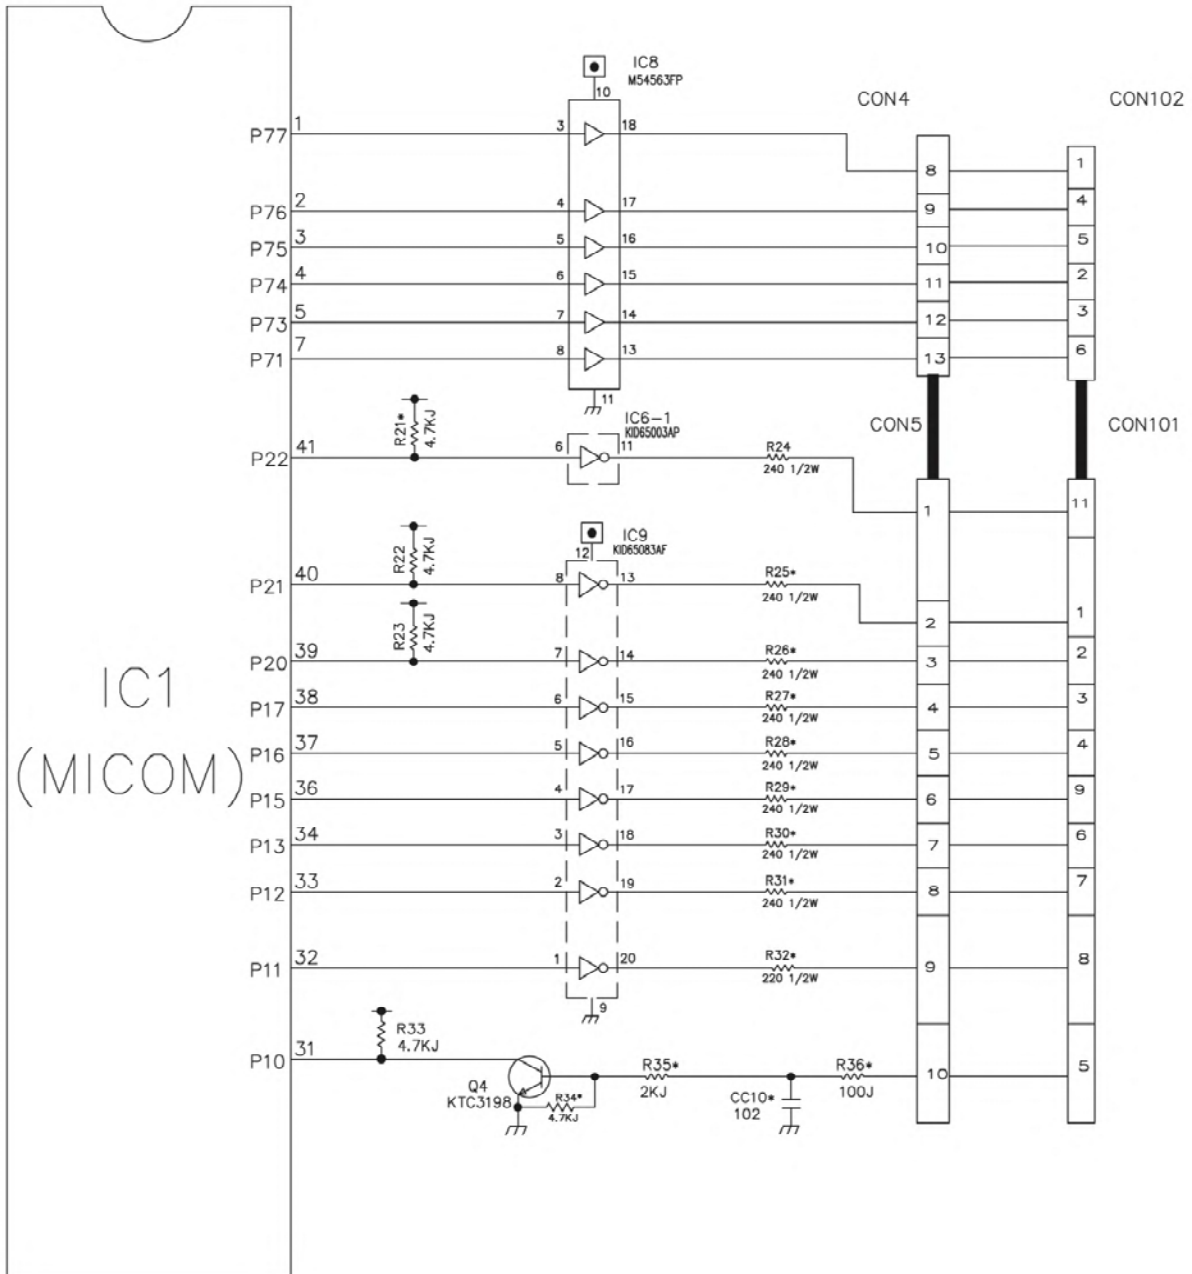 IC8
M54563FP
10
CON4
CON102
P77 1 3 18 8 1
P76 2 4 17 9 4
P75 3 5 16 10 5
P74 4 6 15 11 2
P73 5 7 14 12 3
P71 7 8 13 13 6
11
R21* 4.7KJ
IC6-1
KID65003AP
CON5
CON101
P22 41 6 11 R24 240 1/2W 1 11
R22 4.7KJ
IC9
KID65083AF
12
P21 40 8 13 R25* 240 1/2W 2 1
R23 4.7KJ
P20 39 7 14 R26* 240 1/2W 3 2
IC1
(MICOM)
P17 38 6 15 R27* 240 1/2W 4 3
P16 37 5 16 R28* 240 1/2W 5 4
P15 36 4 17 R29* 240 1/2W 6 9
P13 34 3 18 R30* 240 1/2W 7 6
P12 33 2 19 R31* 240 1/2W 8 7
P11 32 1 20 R32* 220 1/2W 9 8
9
R33
4.7KJ
P10 31 R35* 2KJ R36* 100J 10 5
Q4
KTC3198
R34*
4.7KJ
CC10*
102